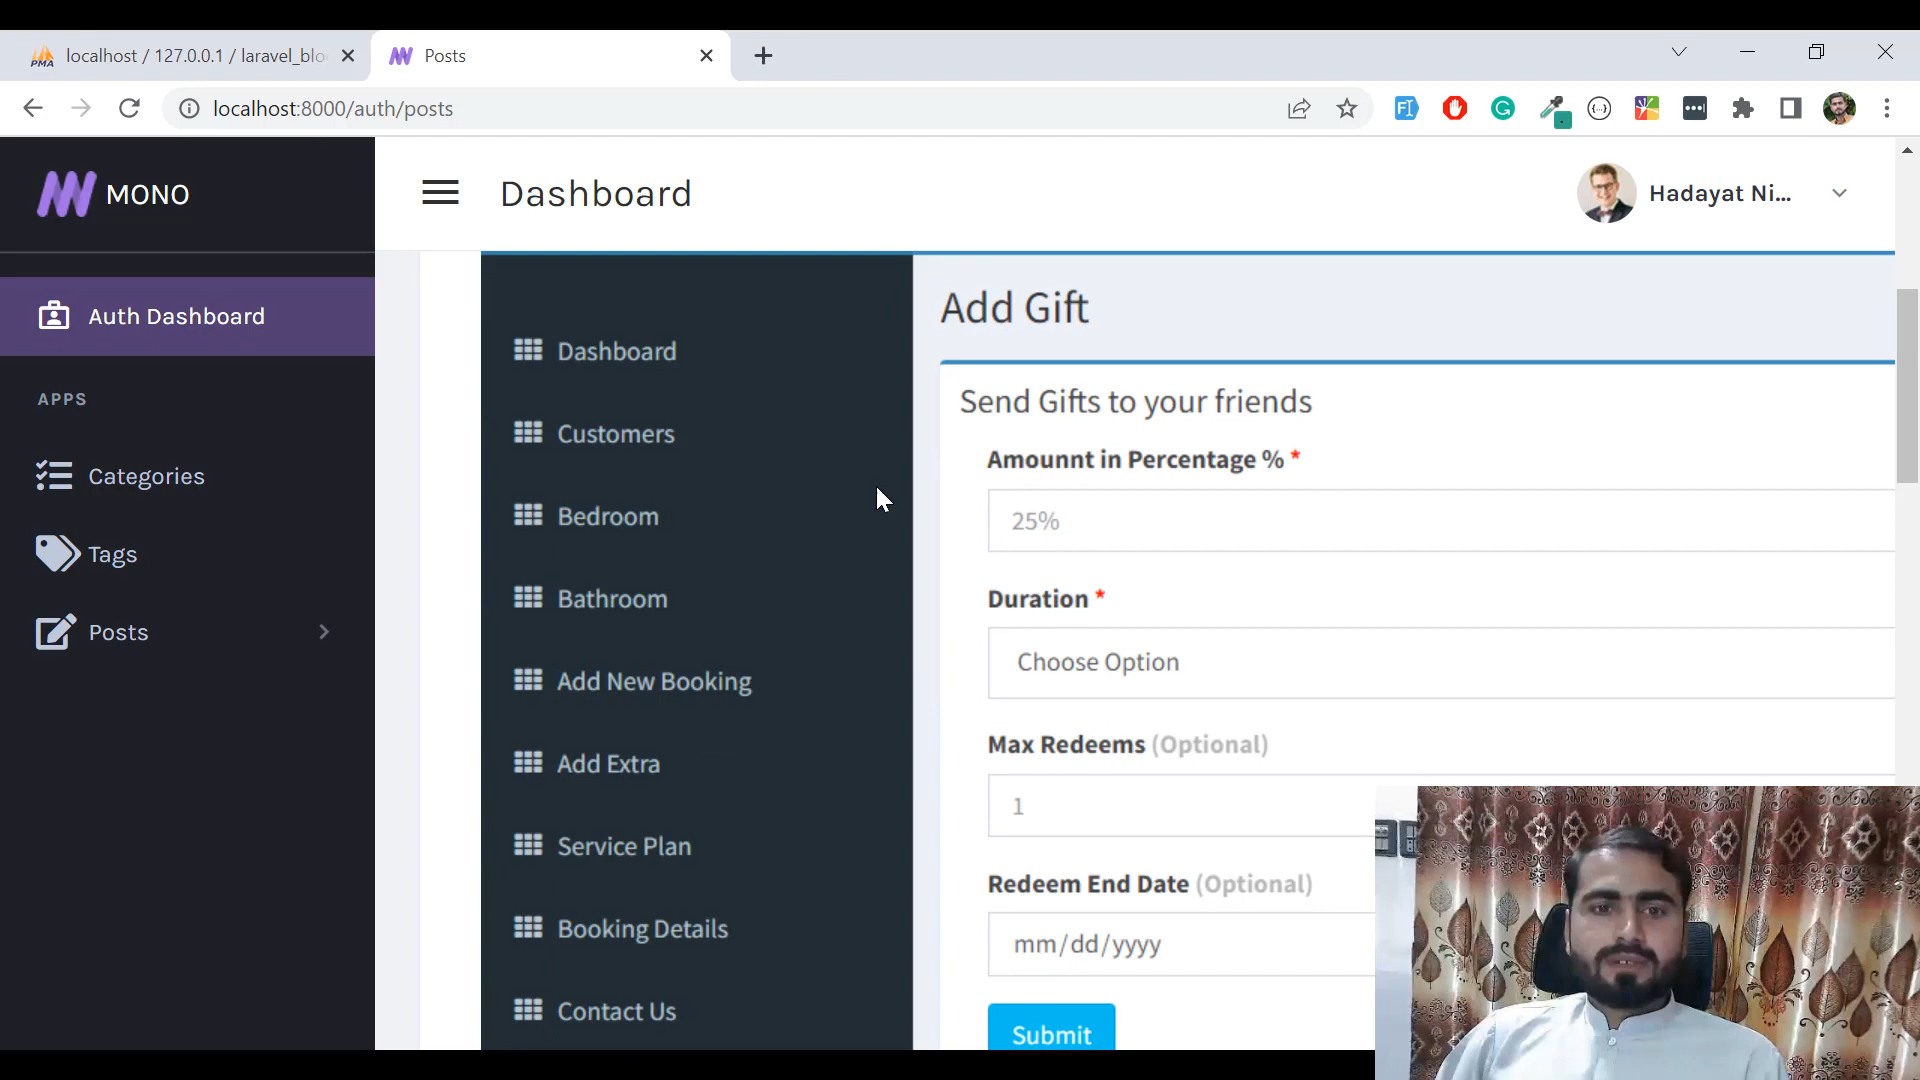 PMA
localhost / 127.0.0.1 / laravel_blo
Posts
localhost:8000/auth/posts
MONO
Dashboard
Hadayat Ni...
Auth Dashboard
APPS
Categories
Tags
Posts
Dashboard
Customers
Bedroom
Bathroom
Add New Booking
Add Extra
Service Plan
Booking Details
Contact Us
Add Gift
Send Gifts to your friends
Amounnt in Percentage % *
25%
Duration *
Choose Option
Max Redeems (Optional)
1
Redeem End Date (Optional)
mm/dd/yyyy
Submit